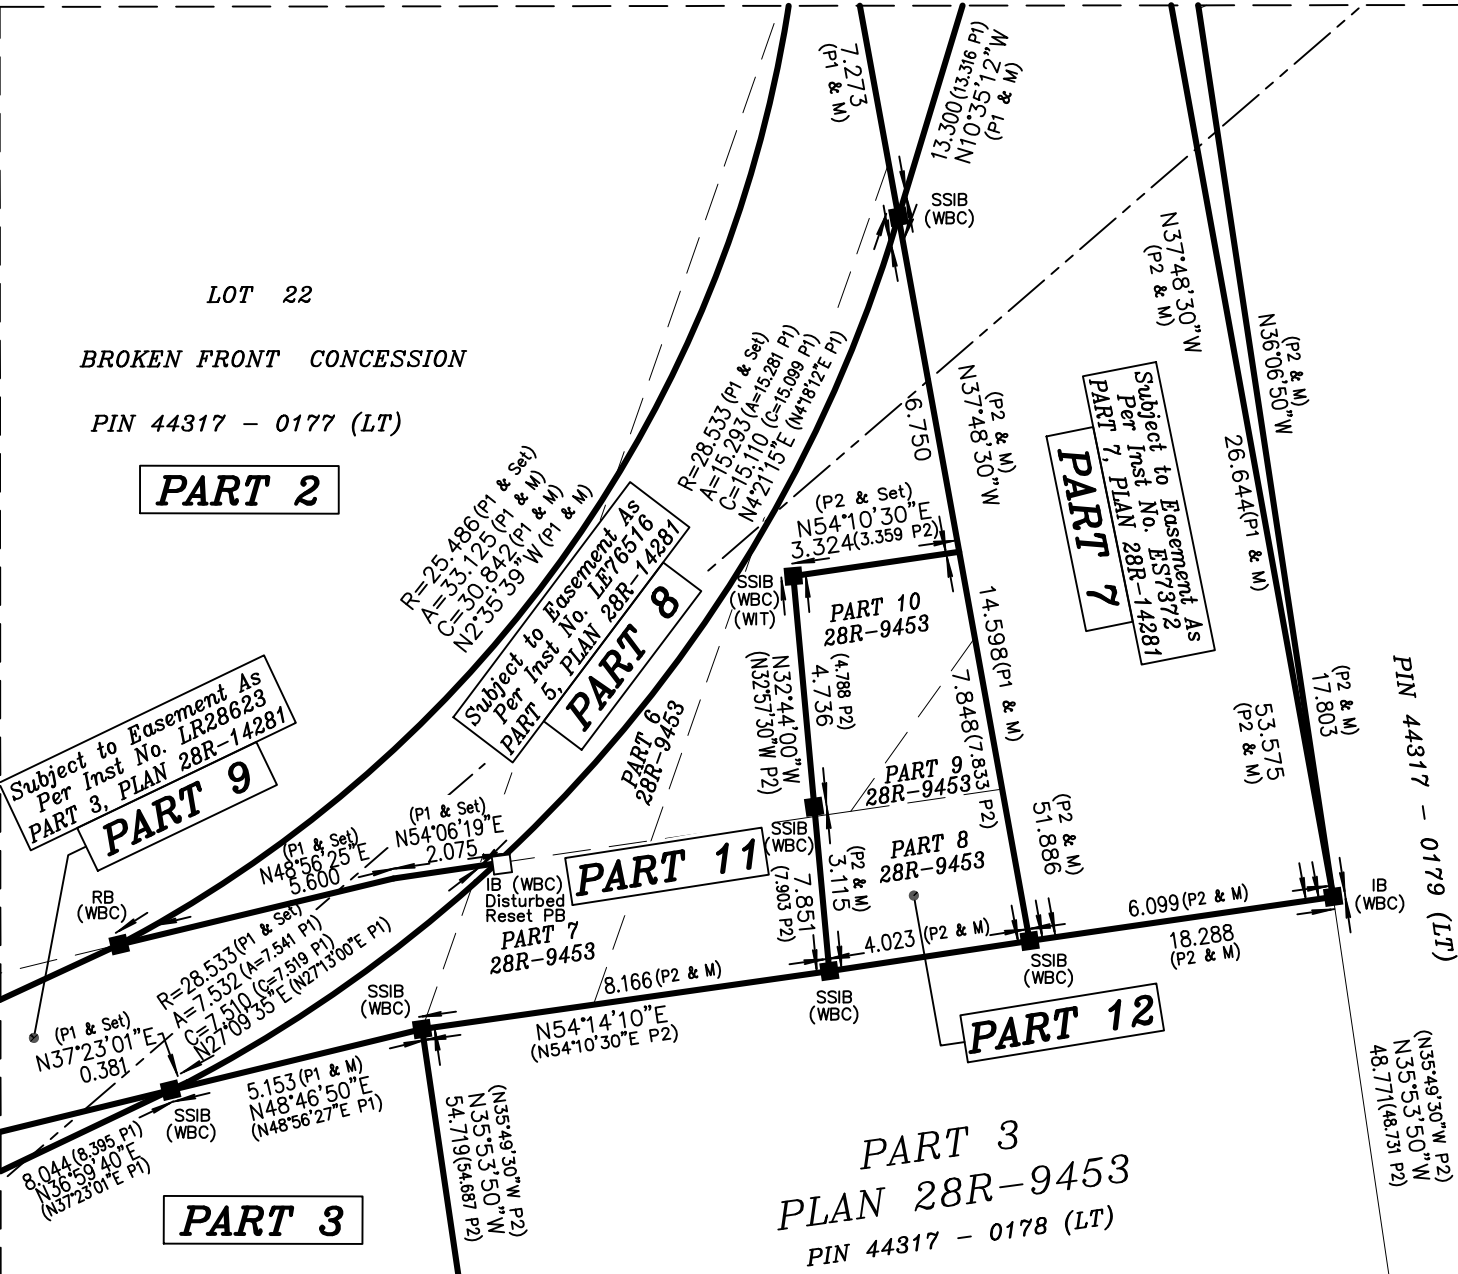 7.273
(P1 & M)
13.300 (13.316 P1)
N10°35'12"W
(P1 & M)
SSIB
(WBC)
N37°48'30"W
(P2 & M)
(P2 & M)
N36°06'50"W
LOT 22
BROKEN FRONT CONCESSION
PIN 44317 - 0177 (LT)
PART 2
R=28.533 (P1 & Set)
A=15.293 (A=15.281 P1)
C=15.110 (C=15.099 P1)
N4°21'15"E (N4°18'12"E P1)
6.750
(P2 & M)
N37°48'30"W
Subject to Easement As
Per Inst No. ES7372
PART 7, PLAN 28R-14281
PART 7
26.644 (P1 & M)
R=25.486 (P1 & Set)
A=33.125 (P1 & M)
C=30.842 (P1 & M)
N2°35'39"W (P1 & M)
Subject to Easement As
Per Inst No. LE76516
PART 5, PLAN 28R-14281
PART 8
(P2 & Set)
N54°10'30"E
3.324 (3.359 P2)
SSIB
(WBC)
(WIT)
PART 10
28R-9453
14.598 (P1 & M)
7.848 (7.833 P2)
(4.788 P2)
4.736
N32°44'00"W
(N32°57'30"W P2)
PART 6
28R-9453
PART 9
28R-9453
Subject to Easement As
Per Inst No. LR28623
PART 3, PLAN 28R-14281
PART 9
(P2 & M)
17.803
53.575
(P2 & M)
PIN 44317 - 0179 (LT)
(P1 & Set)
N54°06'19"E
2.075
(P1 & Set)
N48°56'25"E
5.600
SSIB
(WBC)
PART 11
PART 8
28R-9453
(P2 & M)
51.886
(P2 & M)
3.115
7.851
(7.903 P2)
RB
(WBC)
IB (WBC)
Disturbed
Reset PB
PART 7
28R-9453
4.023 (P2 & M)
6.099 (P2 & M)
18.288
(P2 & M)
IB
(WBC)
SSIB
(WBC)
8.166 (P2 & M)
N54°14'10"E
(N54°10'30"E P2)
SSIB
(WBC)
SSIB
(WBC)
PART 12
R=28.533 (P1 & Set)
A=7.532 (A=7.541 P1)
C=7.510 (C=7.519 P1)
N27°09'35"E (N27°13'00"E P1)
(P1 & Set)
N37°23'01"E
0.381
5.153 (P1 & M)
N48°46'50"E
(N48°56'27"E P1)
SSIB
(WBC)
8.044 (8.395 P1)
N36°59'40"E
(N37°23'01"E P1)
(N35°49'30"W P2)
N35°53'50"W
54.719 (54.687 P2)
(N35°49'30"W P2)
N35°53'50"W
48.771 (48.731 P2)
PART 3
PART 3
PLAN 28R-9453
PIN 44317 - 0178 (LT)